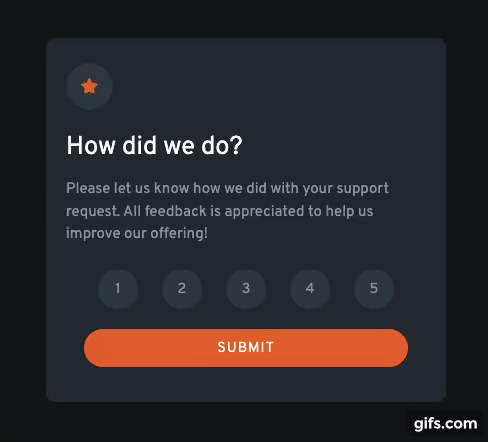 How did we do?
Please let us know how we did with your support
request. All feedback is appreciated to help us
improve our offering!
1 2 3 4 5
SUBMIT
gifs.com